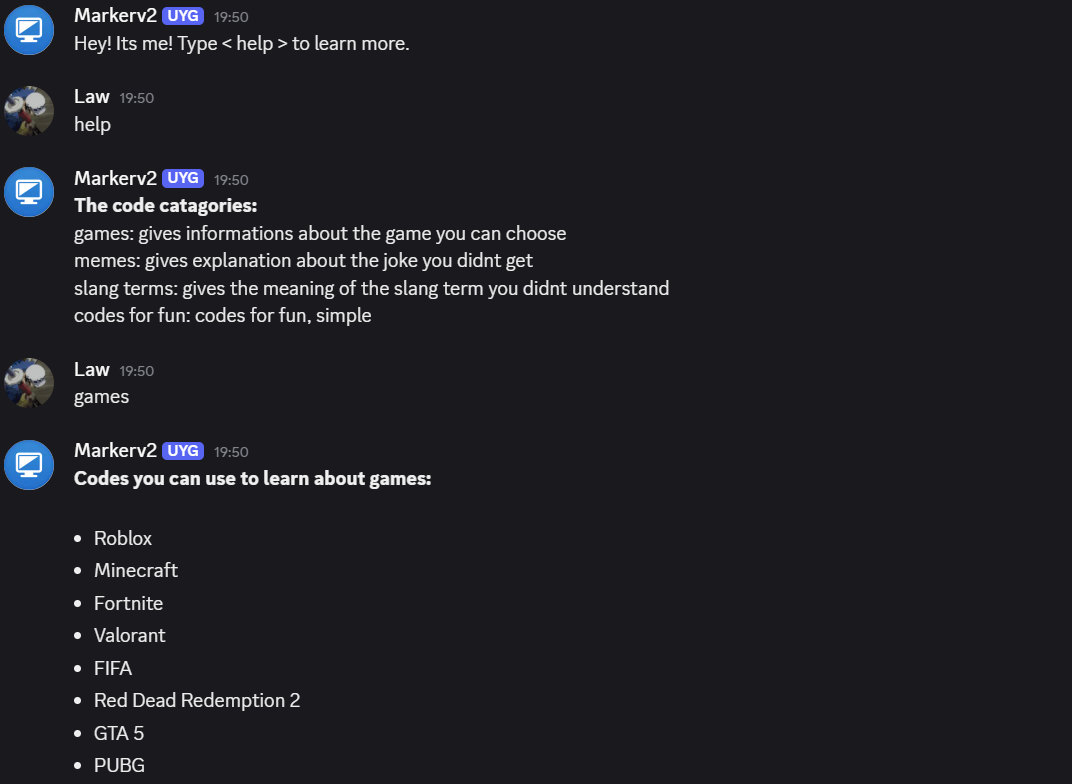 Markerv2 UYG 19:50
Hey! Its me! Type < help > to learn more.
Law 19:50
help
Markerv2 UYG 19:50
The code catagories:
games: gives informations about the game you can choose
memes: gives explanation about the joke you didnt get
slang terms: gives the meaning of the slang term you didnt understand
codes for fun: codes for fun, simple
Law 19:50
games
Markerv2 UYG 19:50
Codes you can use to learn about games:
• Roblox
• Minecraft
• Fortnite
• Valorant
• FIFA
• Red Dead Redemption 2
• GTA 5
• PUBG